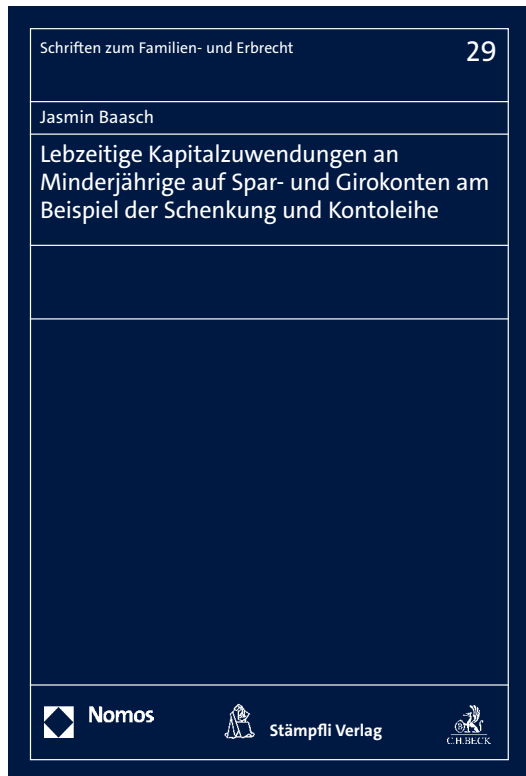 Schriften zum Familien- und Erbrecht
29
Jasmin Baasch
Lebzeitige Kapitalzuwendungen an
Minderjährige auf Spar- und Girokonten am
Beispiel der Schenkung und Kontoleihe
Nomos
Stämpfli Verlag
C.H.BECK